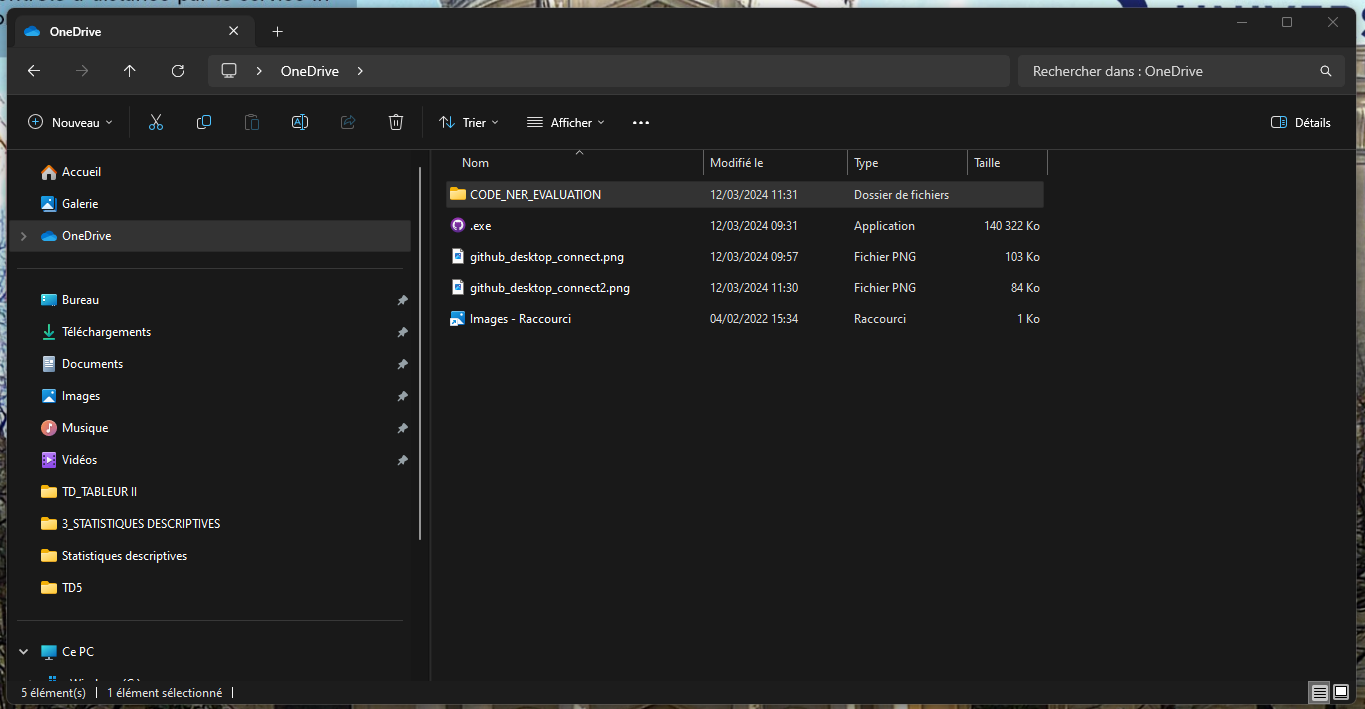 OneDrive
OneDrive
Rechercher dans : OneDrive
Nouveau
Trier
Afficher
Détails
Accueil
Galerie
OneDrive
Bureau
Téléchargements
Documents
Images
Musique
Vidéos
TD_TABLEUR II
3_STATISTIQUES DESCRIPTIVES
Statistiques descriptives
TD5
Ce PC
Nom Modifié le Type Taille
CODE_NER_EVALUATION 12/03/2024 11:31 Dossier de fichiers
.exe 12/03/2024 09:31 Application 140 322 Ko
github_desktop_connect.png 12/03/2024 09:57 Fichier PNG 103 Ko
github_desktop_connect2.png 12/03/2024 11:30 Fichier PNG 84 Ko
Images - Raccourci 04/02/2022 15:34 Raccourci 1 Ko
5 élément(s) 1 élément sélectionné